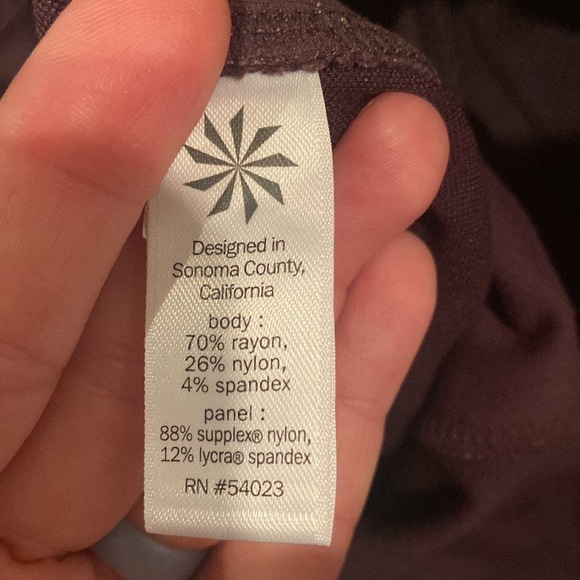 Designed in
Sonoma County,
California
body :
70% rayon,
26% nylon,
4% spandex
panel :
88% supplex® nylon,
12% lycra® spandex
RN #54023